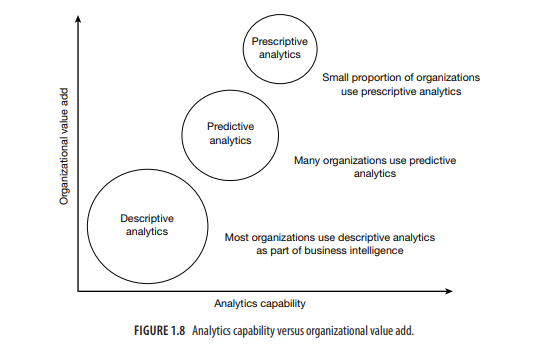 Organizational value add
Prescriptive
analytics
Small proportion of organizations
use prescriptive analytics
Predictive
analytics
Many organizations use predictive
analytics
Descriptive
analytics
Most organizations use descriptive analytics
as part of business intelligence
Analytics capability
FIGURE 1.8 Analytics capability versus organizational value add.